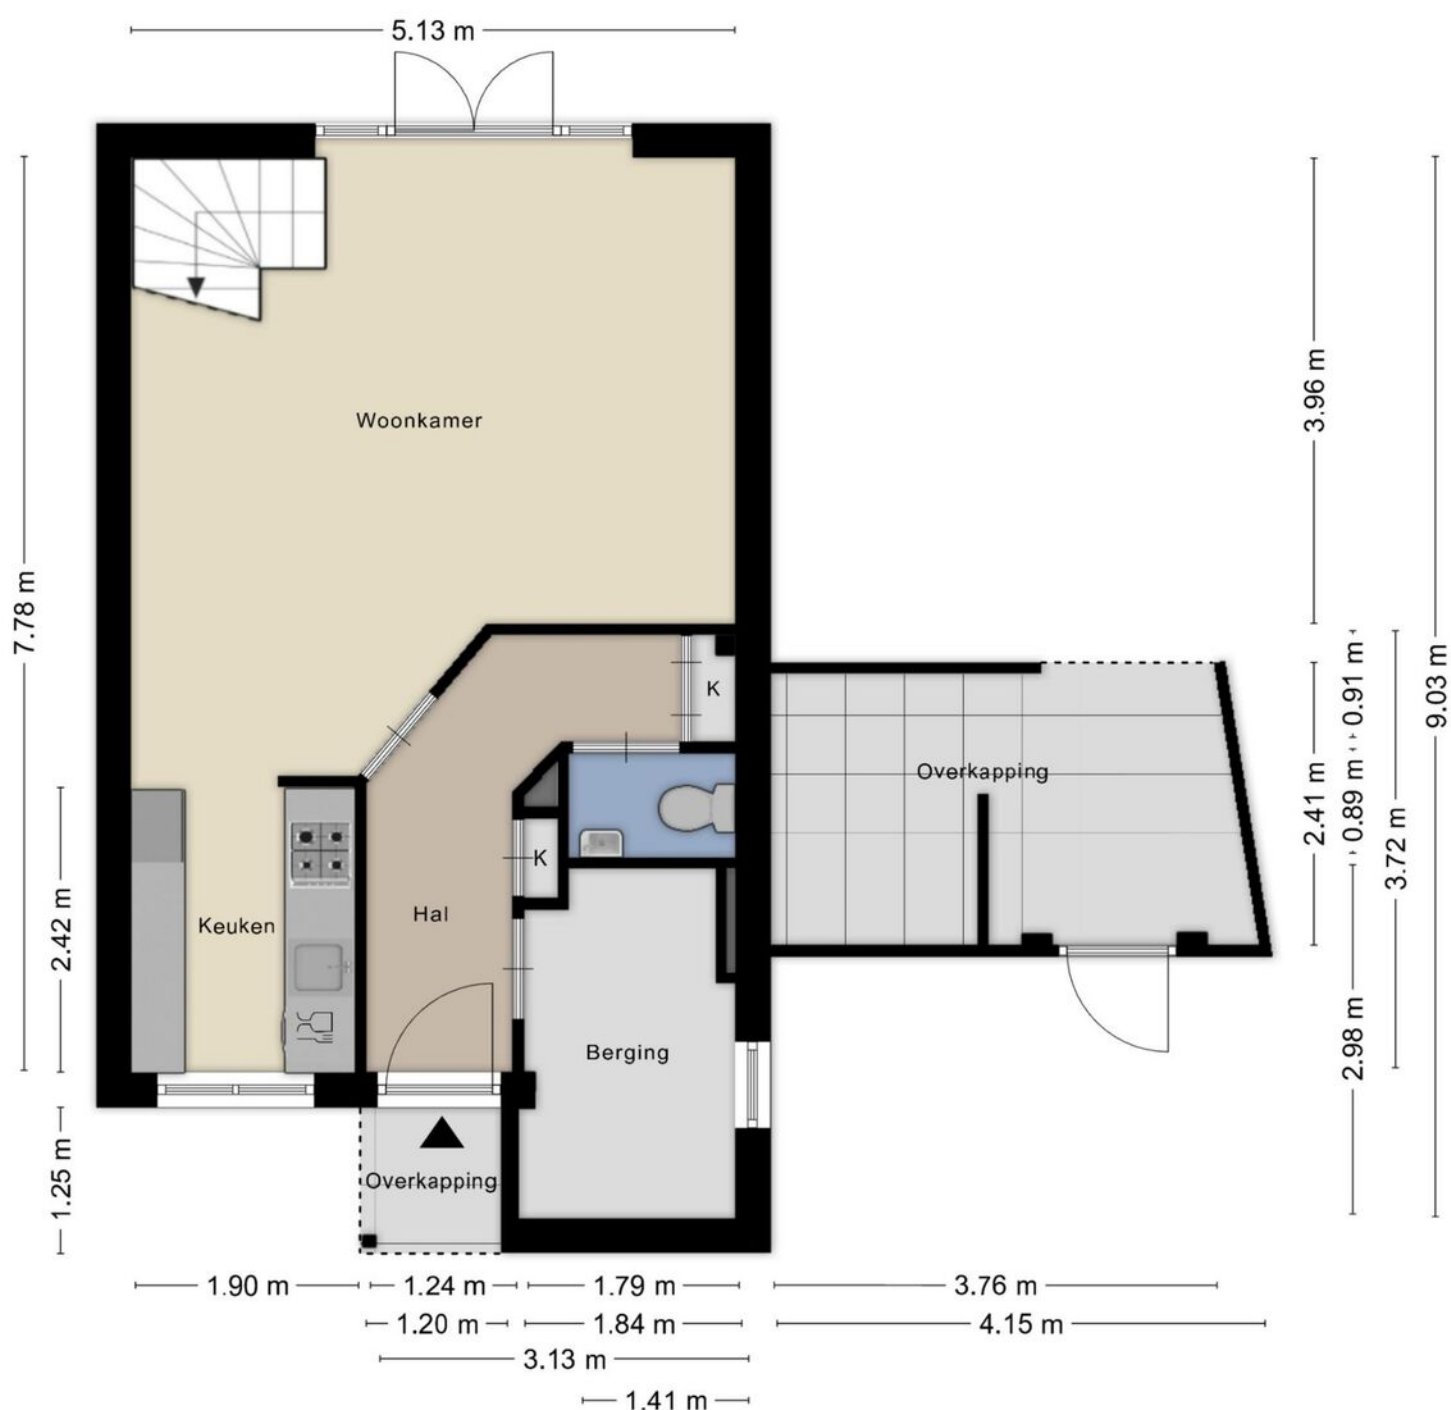 5.13 m
Woonkamer
3.96 m
7.78 m
9.03 m
0.91 m
K
Overkapping
2.41 m
0.89 m
3.72 m
K
Hal
Keuken
2.42 m
2.98 m
Berging
1.25 m
Overkapping
1.90 m
1.24 m
1.79 m
3.76 m
1.20 m
1.84 m
4.15 m
3.13 m
1.41 m